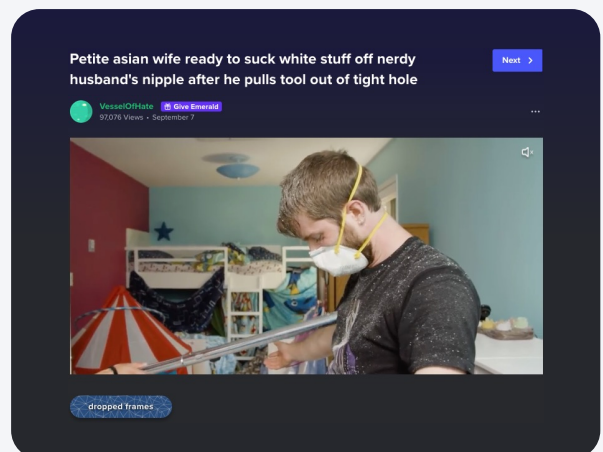 Petite asian wife ready to suck white stuff off nerdy
husband's nipple after he pulls tool out of tight hole
Next
VesselOfHate
Give Emerald
97,076 Views • September 7
dropped frames